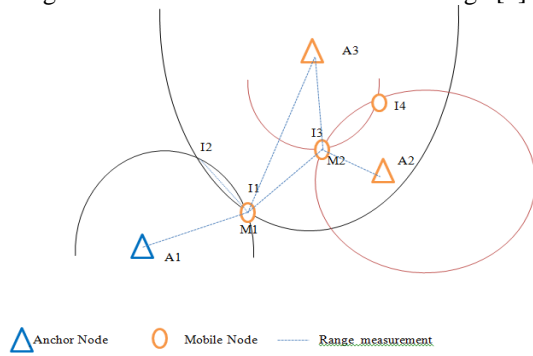 A3
I4
I3
I2
M2
A2
I1
M1
A1
Anchor Node
Mobile Node
Range measurement